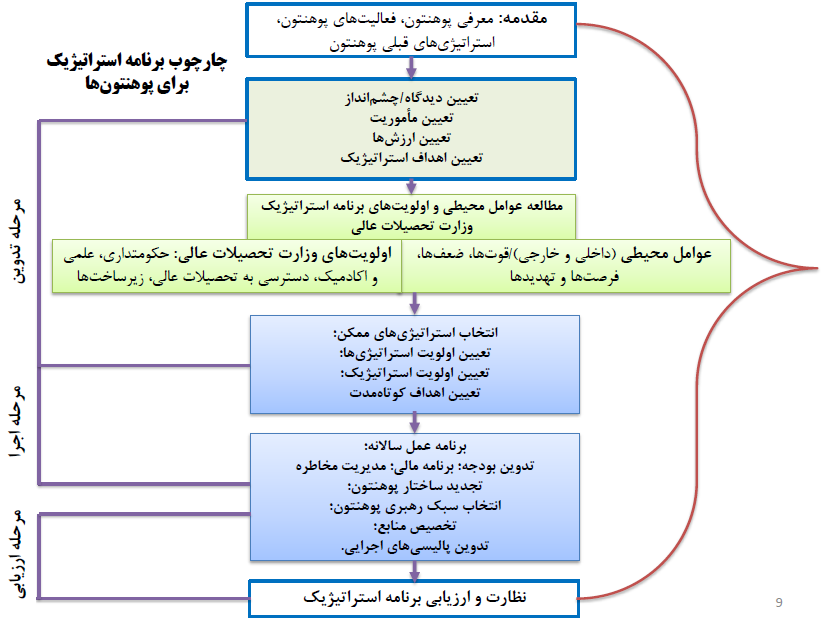 مقدمه: معرفی پوهنتون، فعالیت‌های پوهنتون،
استراتیژی‌های قبلی پوهنتون
چارچوب برنامه استراتیژیک
برای پوهنتون‌ها
تعیین دیدگاه/چشم‌انداز
تعیین مأموریت
تعیین ارزش‌ها
تعیین اهداف استراتیژیک
مطالعه عوامل محیطی و اولویت‌های برنامه استراتیژیک
وزارت تحصیلات عالی
عوامل محیطی (داخلی و خارجی)/قوت‌ها، ضعف‌ها،
فرصت‌ها و تهدیدها
اولویت‌های وزارت تحصیلات عالی: حکومتداری، علمی
و اکادمیک، دسترسی به تحصیلات عالی، زیرساخت‌ها
انتخاب استراتیژی‌های ممکن؛
تعیین اولویت استراتیژی‌ها؛
تعیین اولویت استراتیژیک؛
تعیین اهداف کوتاه‌مدت
برنامه عمل سالانه؛
تدوین بودجه؛ برنامه مالی؛ مدیریت مخاطره
تجدید ساختار پوهنتون؛
انتخاب سبک رهبری پوهنتون؛
تخصیص منابع؛
تدوین پالیسی‌های اجرایی.
نظارت و ارزیابی برنامه استراتیژیک
مرحله تدوین
مرحله اجرا
مرحله ارزیابی
9